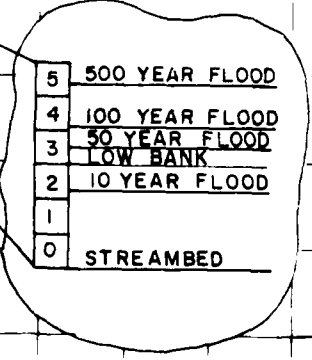 5 500 YEAR FLOOD
4 100 YEAR FLOOD
50 YEAR FLOOD
3 LOW BANK
2 10 YEAR FLOOD
1
0 STREAMBED